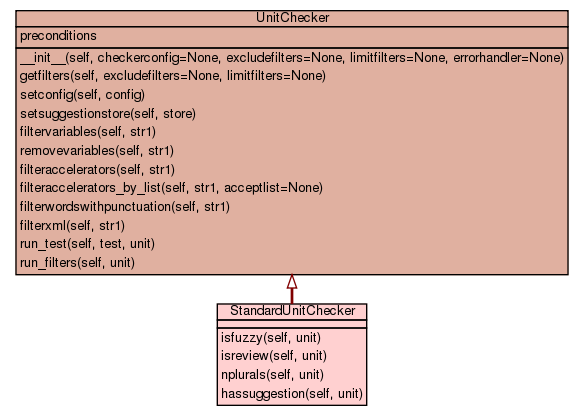 UnitChecker
preconditions
__init__(self, checkerconfig=None, excludefilters=None, limitfilters=None, errorhandler=None)
getfilters(self, excludefilters=None, limitfilters=None)
setconfig(self, config)
setsuggestionstore(self, store)
filtervariables(self, str1)
removevariables(self, str1)
filteraccelerators(self, str1)
filteraccelerators_by_list(self, str1, acceptlist=None)
filterwordswithpunctuation(self, str1)
filterxml(self, str1)
run_test(self, test, unit)
run_filters(self, unit)
StandardUnitChecker
isfuzzy(self, unit)
isreview(self, unit)
nplurals(self, unit)
hassuggestion(self, unit)